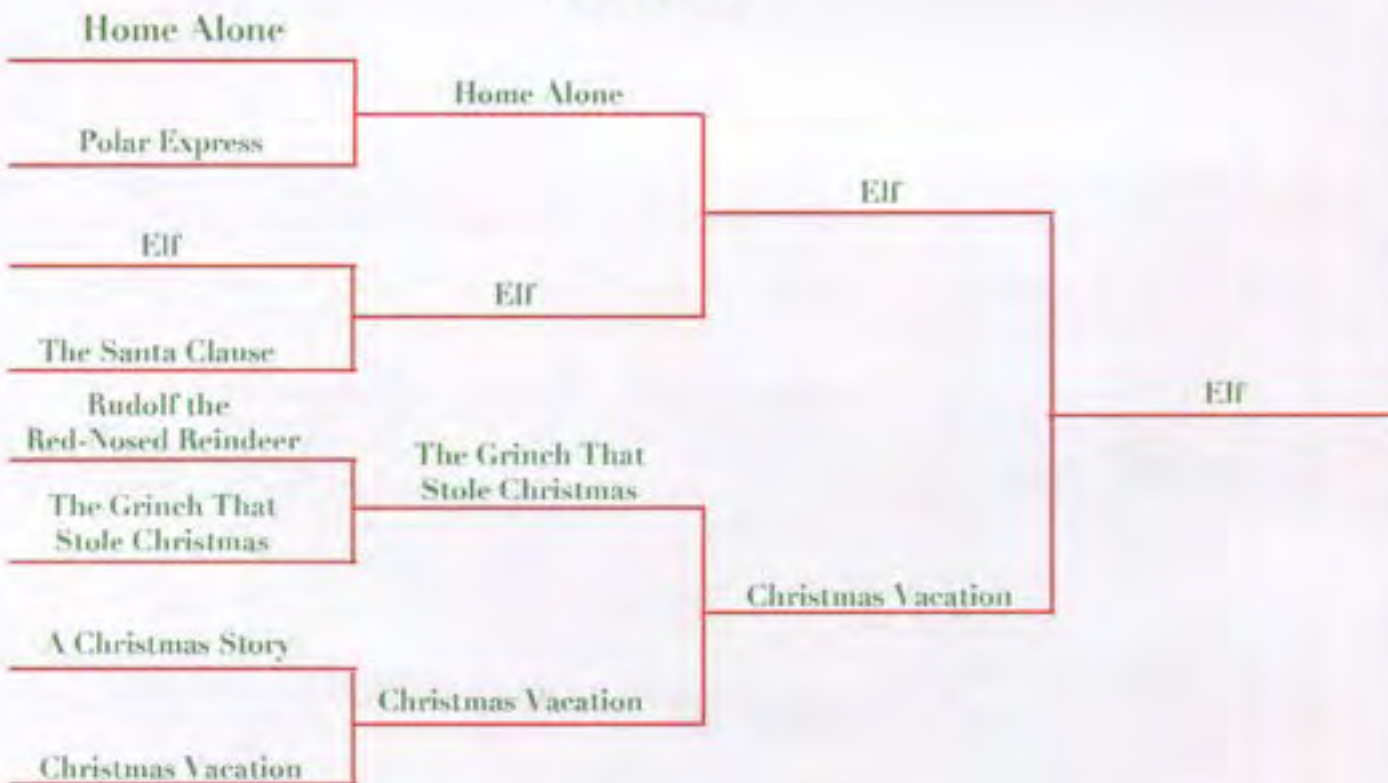 Home Alone
Polar Express
Elf
The Santa Clause
Rudolf the
Red-Nosed Reindeer
The Grinch That
Stole Christmas
A Christmas Story
Christmas Vacation
Home Alone
Elf
The Grinch That
Stole Christmas
Christmas Vacation
Elf
Christmas Vacation
Elf